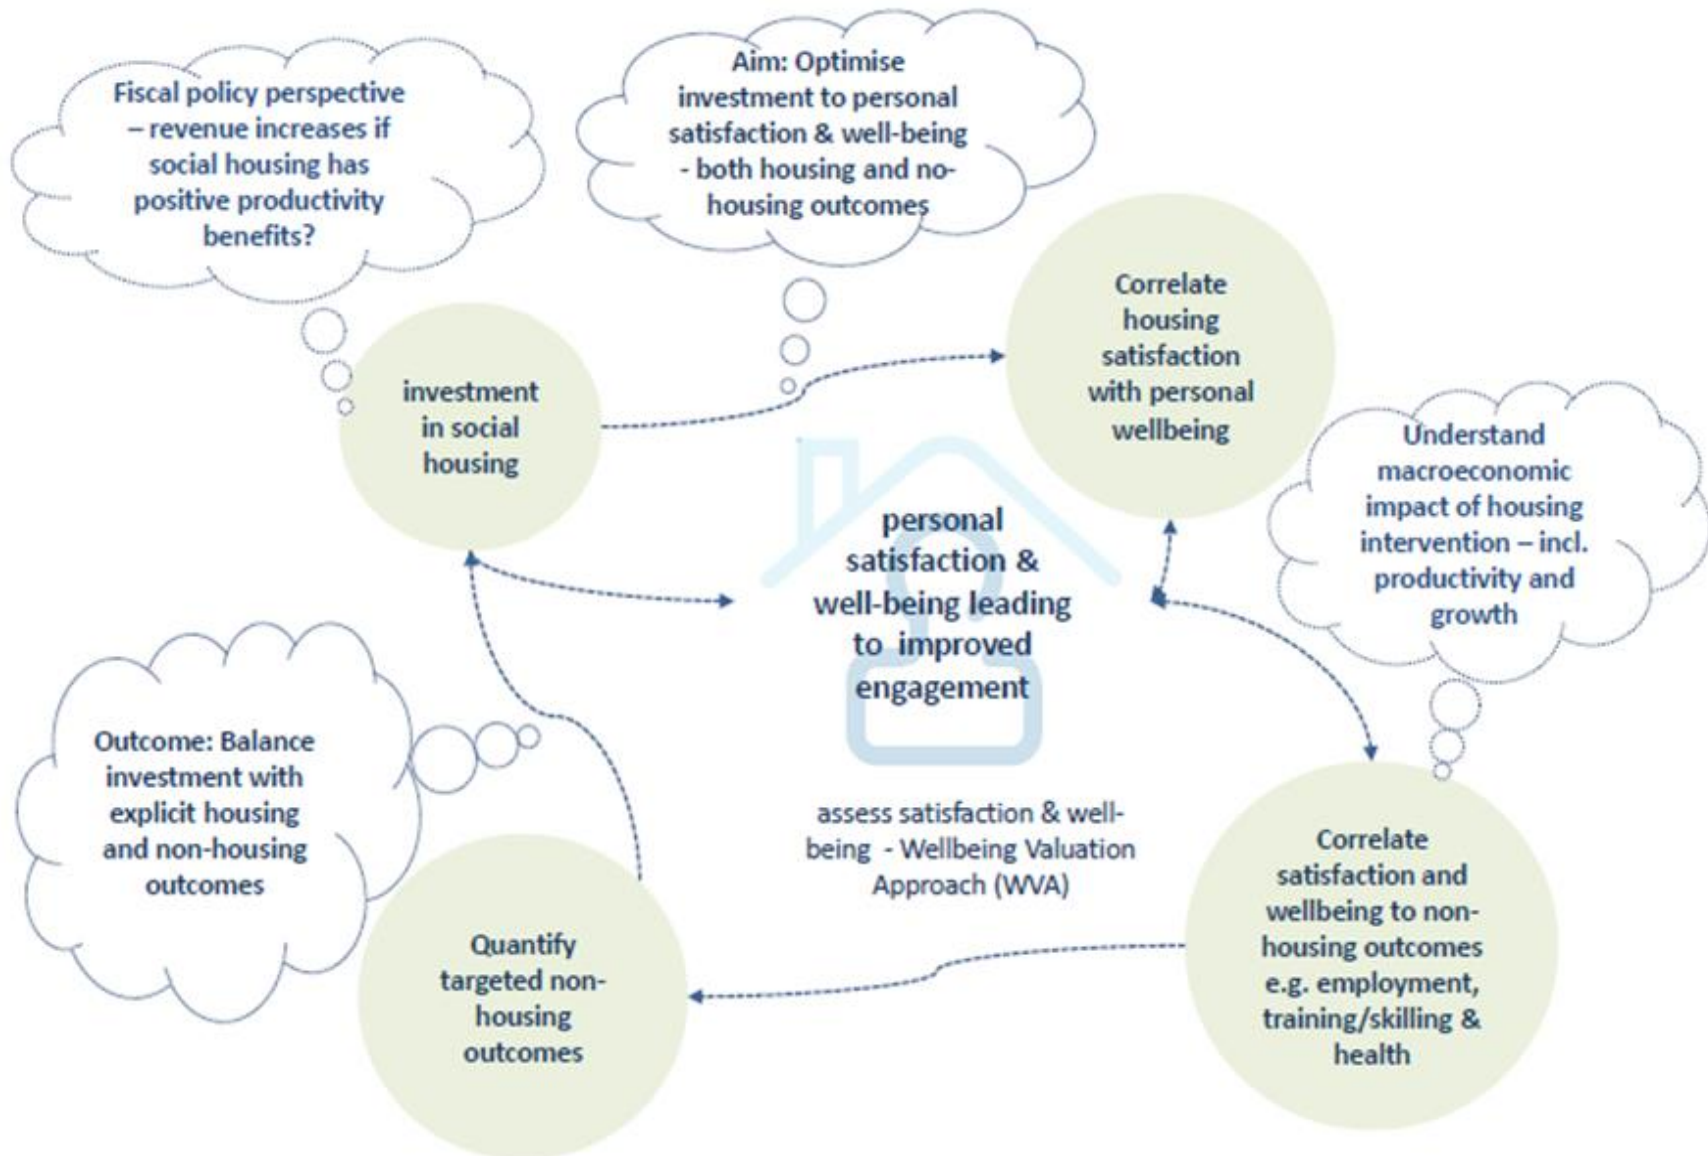 Fiscal policy perspective
– revenue increases if
social housing has
positive productivity
benefits?
Aim: Optimise
investment to personal
satisfaction & well-being
- both housing and no-
housing outcomes
Correlate
housing
satisfaction
with personal
wellbeing
investment
in social
housing
Understand
macroeconomic
impact of housing
intervention – incl.
productivity and
growth
personal
satisfaction &
well-being leading
to improved
engagement
Outcome: Balance
investment with
explicit housing
and non-housing
outcomes
assess satisfaction & well-
being - Wellbeing Valuation
Approach (WVA)
Correlate
satisfaction and
wellbeing to non-
housing outcomes
e.g. employment,
training/skilling &
health
Quantify
targeted non-
housing
outcomes